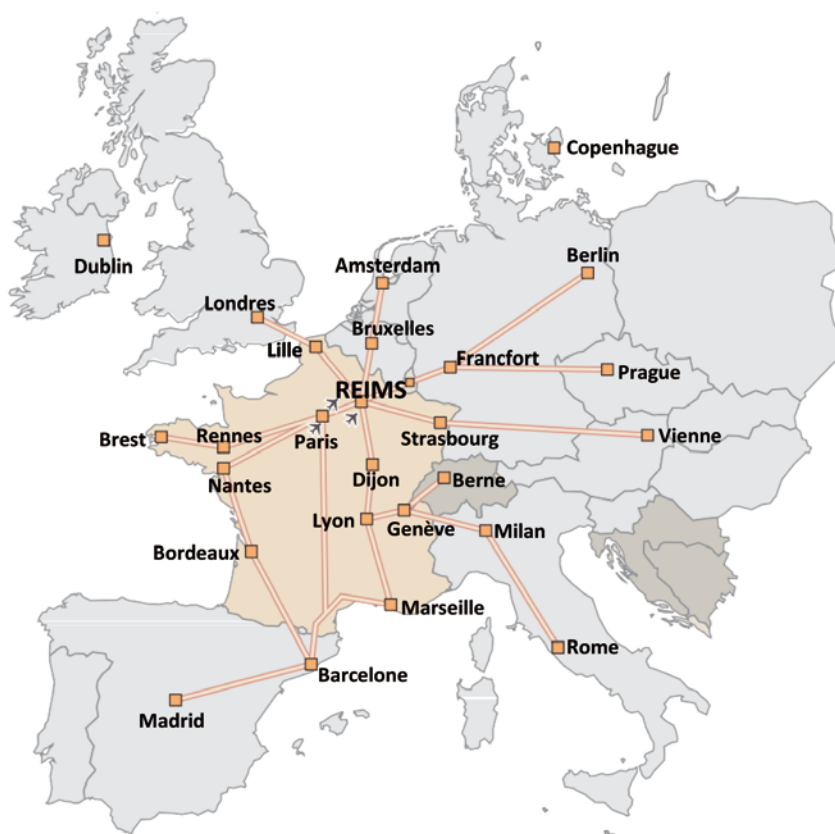 Copenhague
Dublin
Berlin
Amsterdam
Londres
Bruxelles
Lille
Francfort
Prague
REIMS
Brest
Rennes
Paris
Strasbourg
Vienne
Nantes
Dijon
Berne
Lyon
Genève
Milan
Bordeaux
Marseille
Rome
Barcelone
Madrid